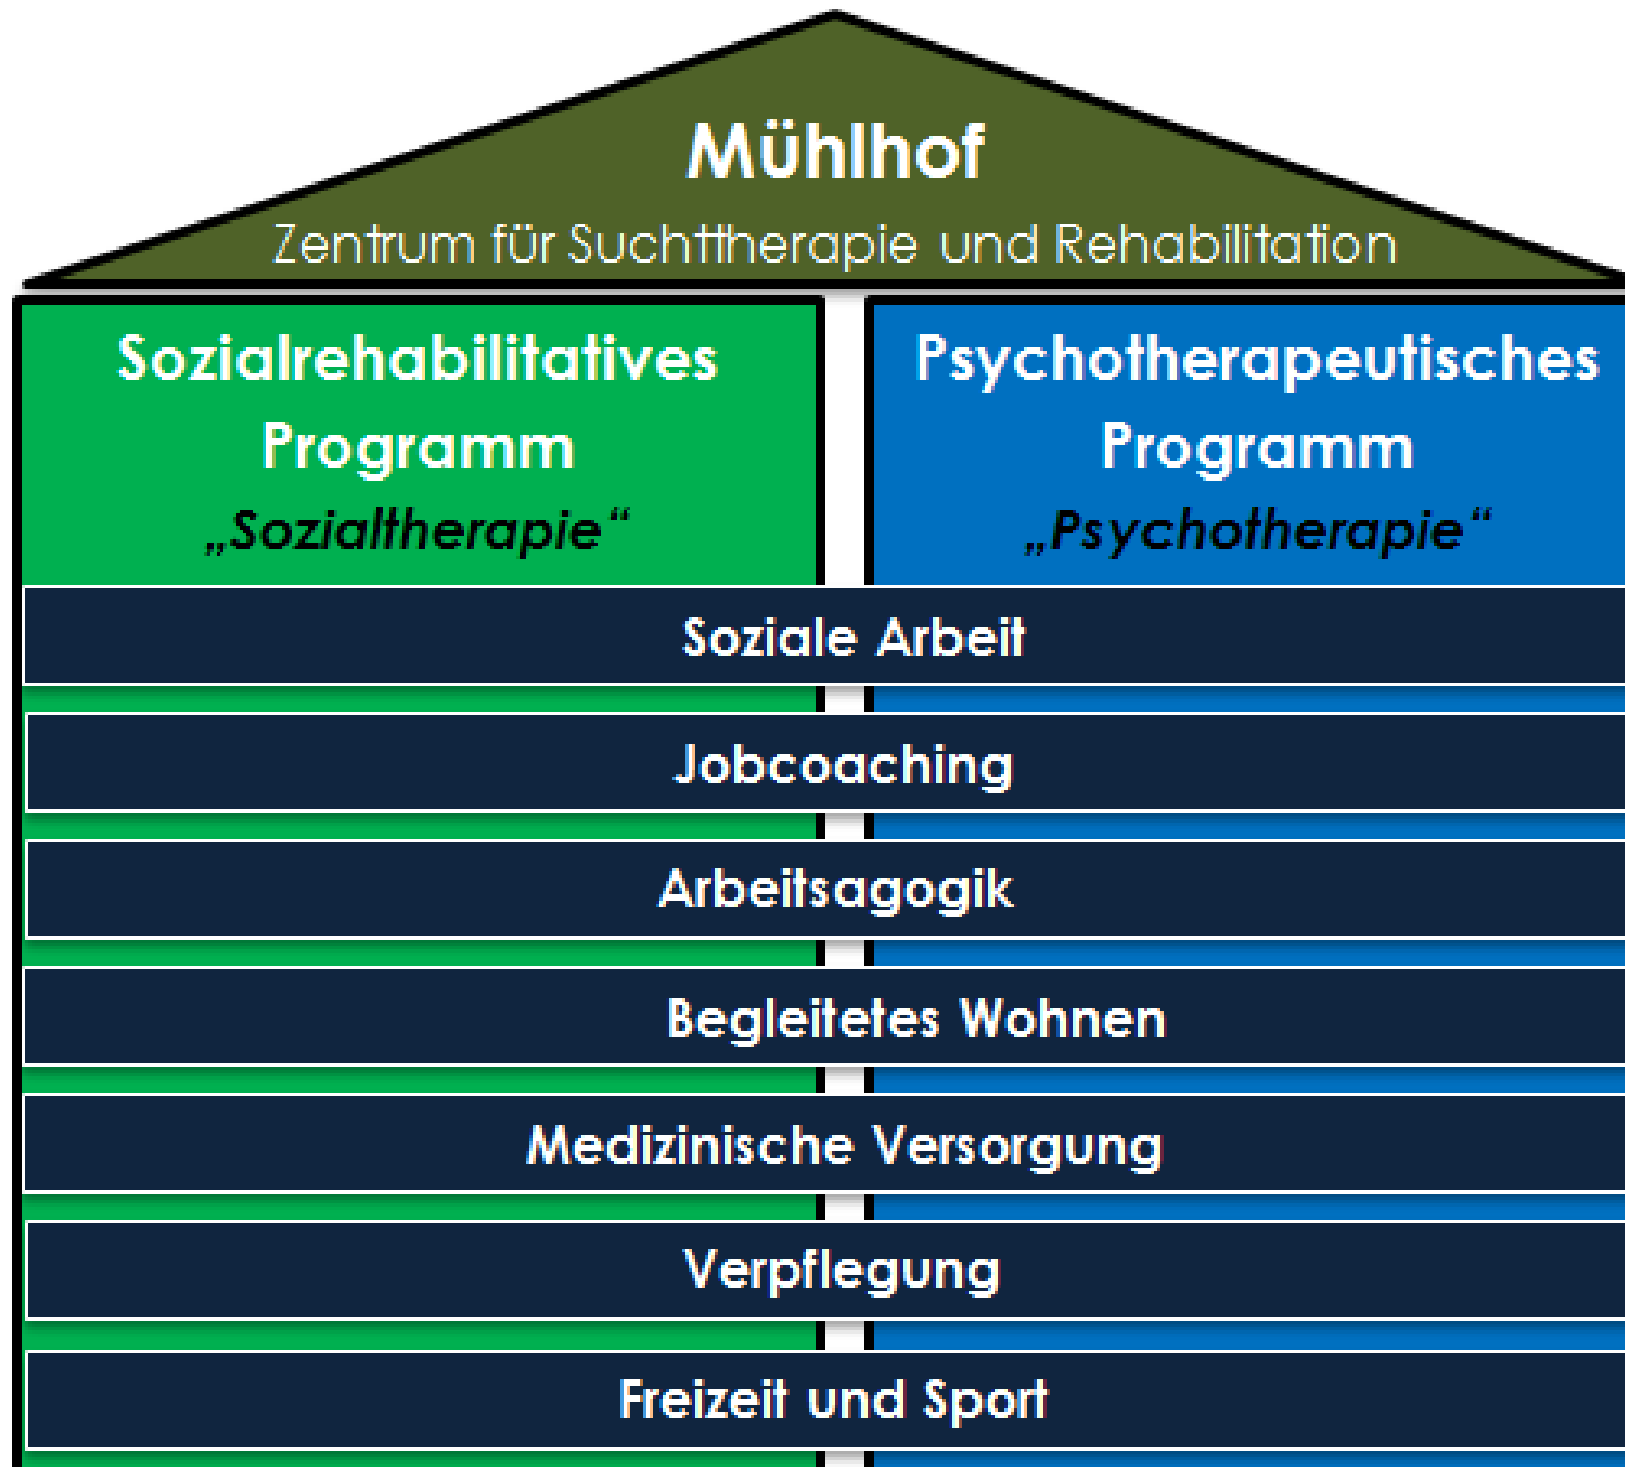 Mühlhof
Zentrum für Suchttherapie und Rehabilitation
Sozialrehabilitatives
Programm
„Sozialtherapie“
Psychotherapeutisches
Programm
„Psychotherapie“
Soziale Arbeit
Jobcoaching
Arbeitsagogik
Begleitetes Wohnen
Medizinische Versorgung
Verpflegung
Freizeit und Sport